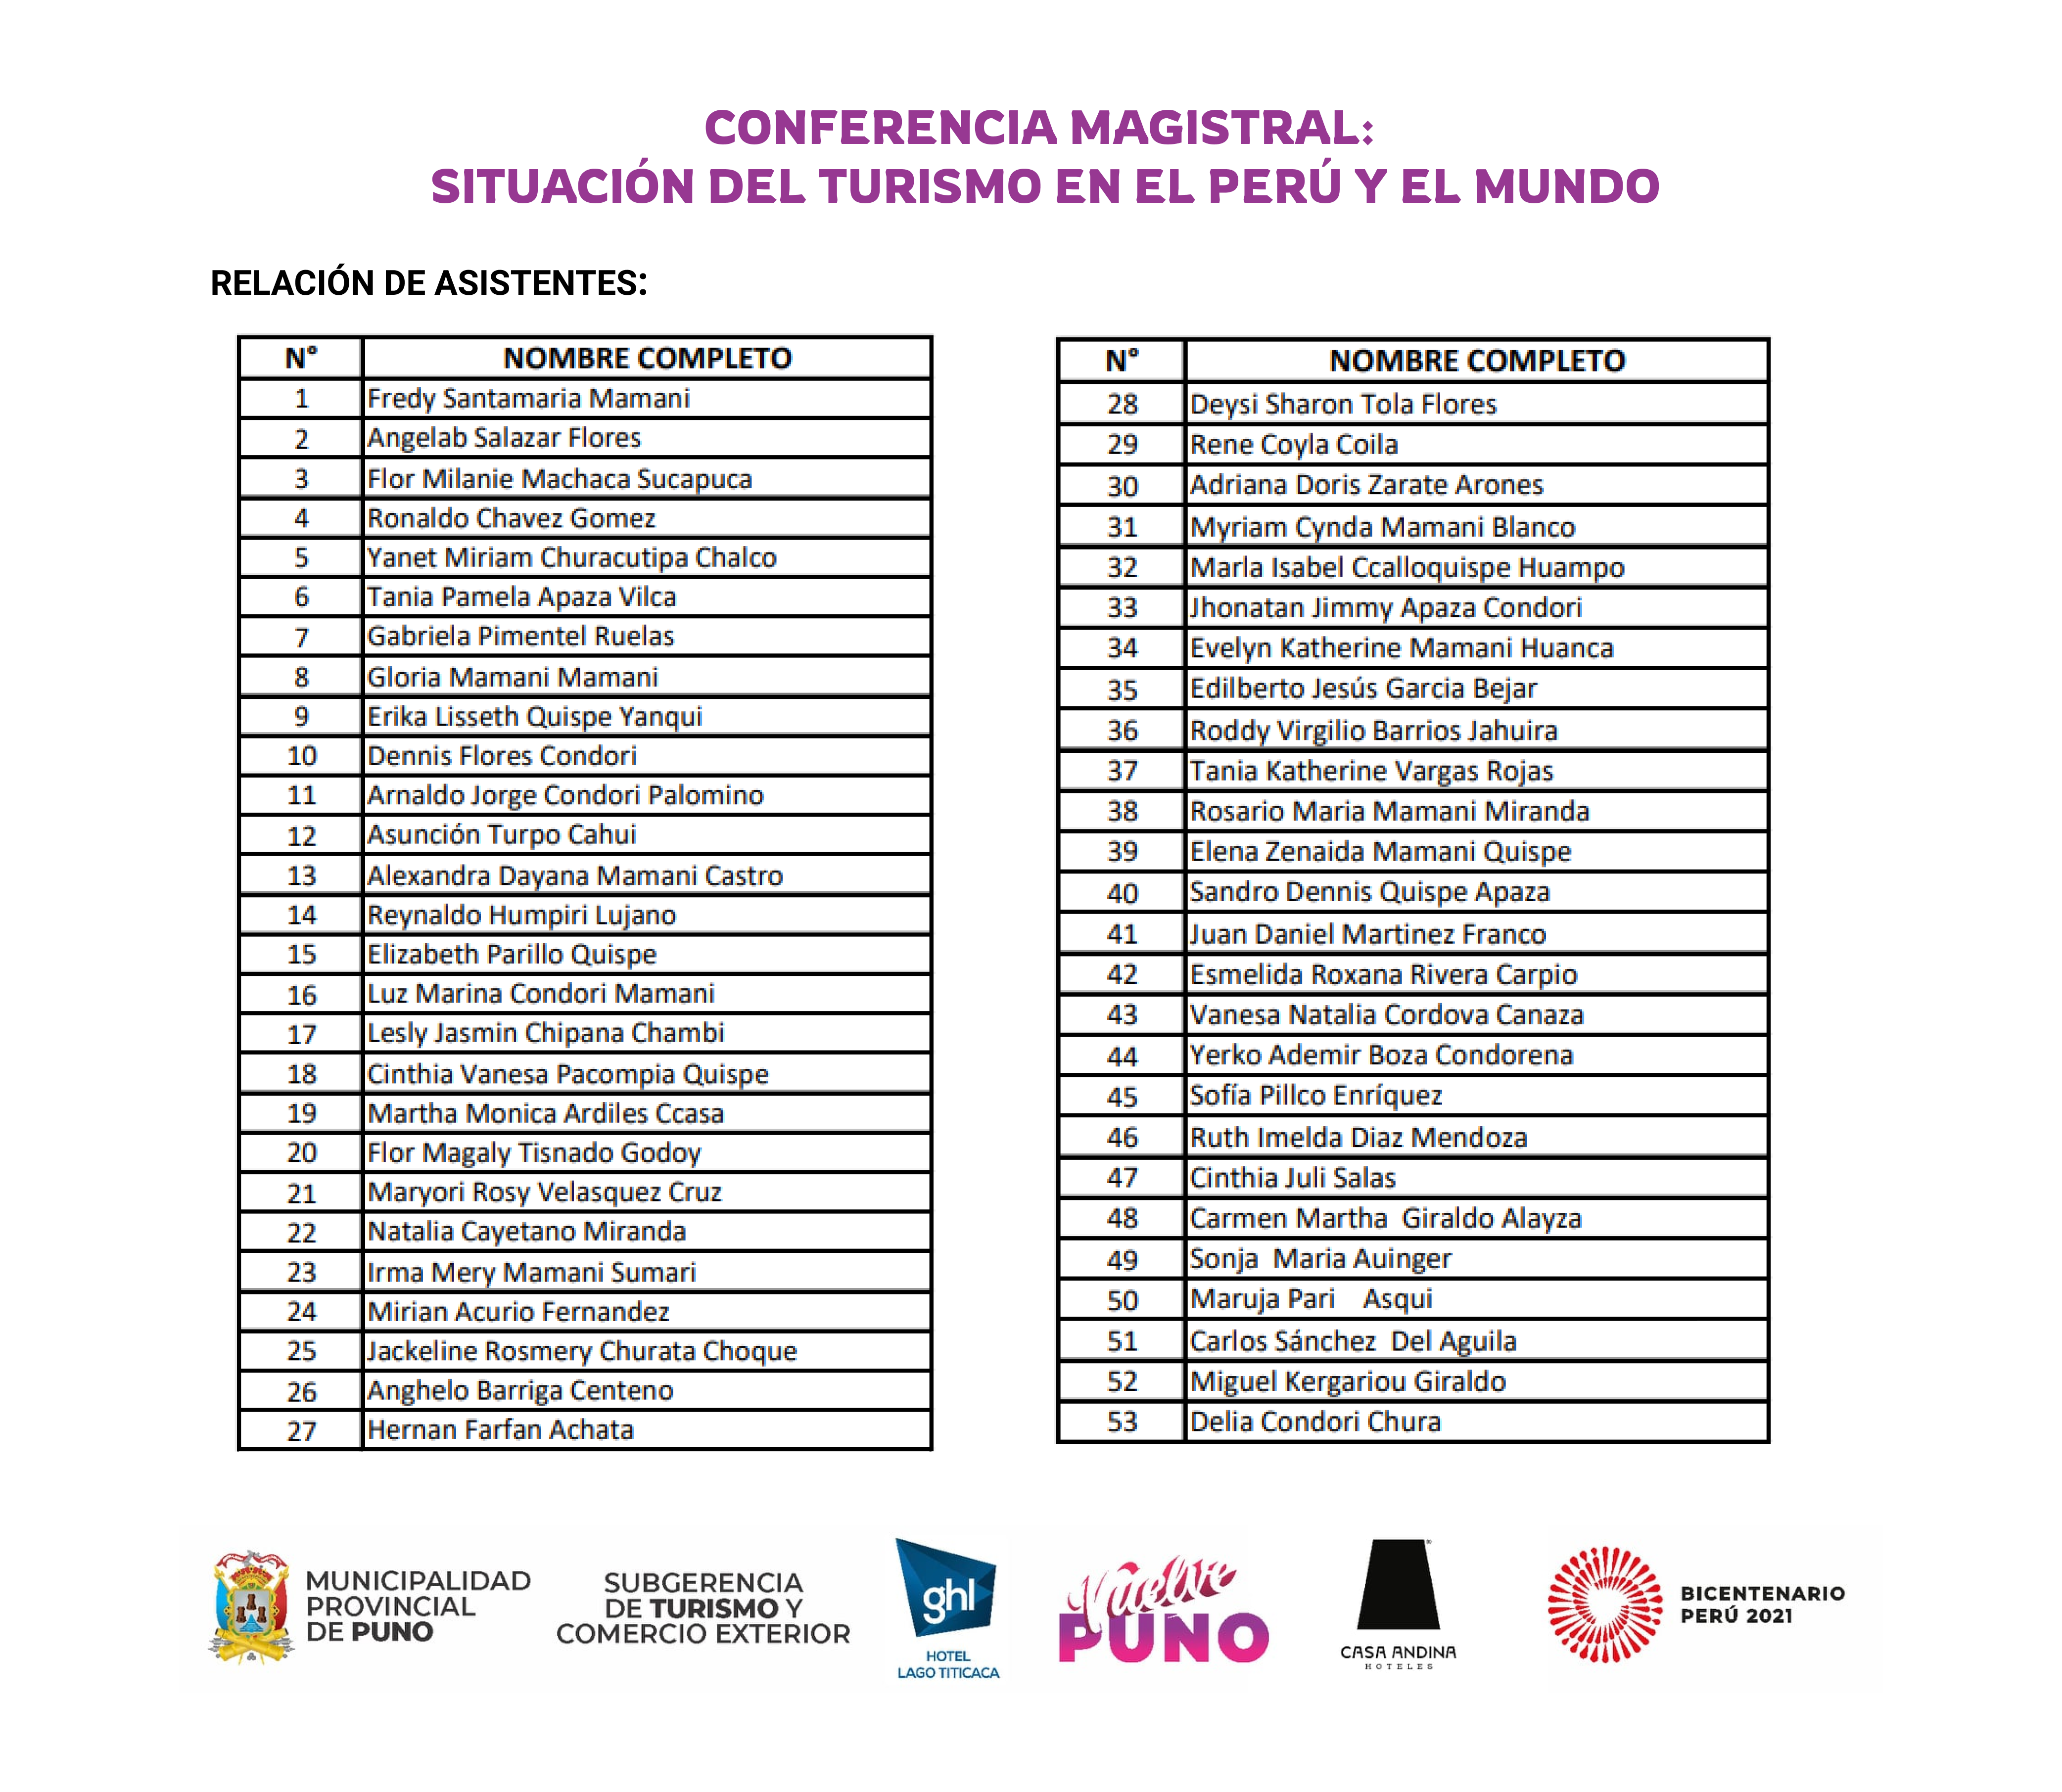 CONFERENCIA MAGISTRAL:
SITUACIÓN DEL TURISMO EN EL PERÚ Y EL MUNDO
RELACIÓN DE ASISTENTES:
N° NOMBRE COMPLETO
1 Fredy Santamaria Mamani
2 Angelab Salazar Flores
3 Flor Milanie Machaca Sucapuca
4 Ronaldo Chavez Gomez
5 Yanet Miriam Churacutipa Chalco
6 Tania Pamela Apaza Vilca
7 Gabriela Pimentel Ruelas
8 Gloria Mamani Mamani
9 Erika Lisseth Quispe Yanqui
10 Dennis Flores Condori
11 Arnaldo Jorge Condori Palomino
12 Asunción Turpo Cahui
13 Alexandra Dayana Mamani Castro
14 Reynaldo Humpiri Lujano
15 Elizabeth Parillo Quispe
16 Luz Marina Condori Mamani
17 Lesly Jasmin Chipana Chambi
18 Cinthia Vanesa Pacompia Quispe
19 Martha Monica Ardiles Ccasa
20 Flor Magaly Tisnado Godoy
21 Maryori Rosy Velasquez Cruz
22 Natalia Cayetano Miranda
23 Irma Mery Mamani Sumari
24 Mirian Acurio Fernandez
25 Jackeline Rosmery Churata Choque
26 Anghelo Barriga Centeno
27 Hernan Farfan Achata
N° NOMBRE COMPLETO
28 Deysi Sharon Tola Flores
29 Rene Coyla Coila
30 Adriana Doris Zarate Arones
31 Myriam Cynda Mamani Blanco
32 Marla Isabel Ccalloquispe Huampo
33 Jhonatan Jimmy Apaza Condori
34 Evelyn Katherine Mamani Huanca
35 Edilberto Jesús Garcia Bejar
36 Roddy Virgilio Barrios Jahuira
37 Tania Katherine Vargas Rojas
38 Rosario Maria Mamani Miranda
39 Elena Zenaida Mamani Quispe
40 Sandro Dennis Quispe Apaza
41 Juan Daniel Martinez Franco
42 Esmelida Roxana Rivera Carpio
43 Vanesa Natalia Cordova Canaza
44 Yerko Ademir Boza Condorena
45 Sofía Pillco Enríquez
46 Ruth Imelda Diaz Mendoza
47 Cinthia Juli Salas
48 Carmen Martha Giraldo Alayza
49 Sonja Maria Auinger
50 Maruja Pari Asqui
51 Carlos Sánchez Del Aguila
52 Miguel Kergariou Giraldo
53 Delia Condori Chura
MUNICIPALIDAD
PROVINCIAL
DE PUNO
SUBGERENCIA
DE TURISMO Y
COMERCIO EXTERIOR
ghl
HOTEL
LAGO TITICACA
Vuelve
PUNO
CASA ANDINA
HOTELES
BICENTENARIO
PERÚ 2021